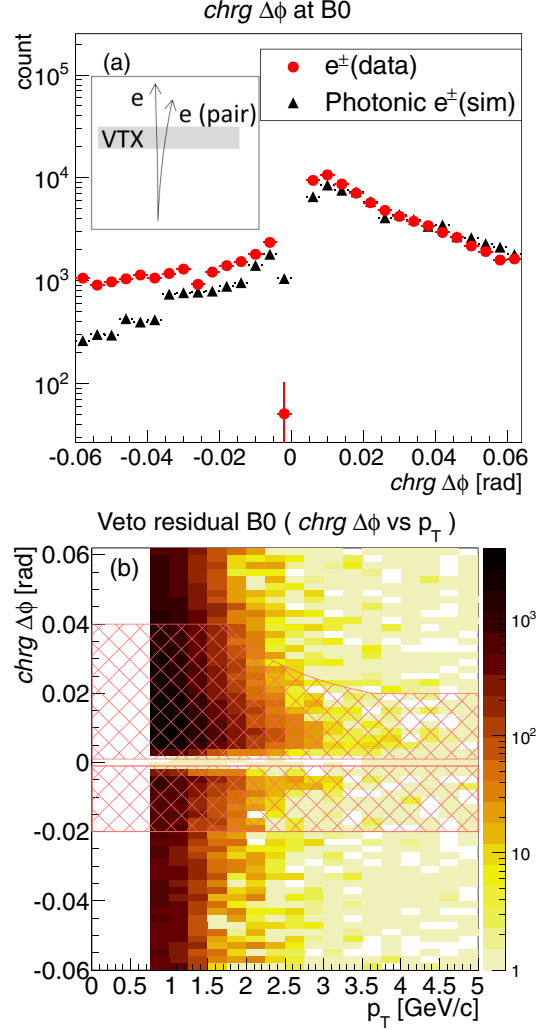 chrg Δϕ at B0
count
(a)
e
e (pair)
VTX
e±(data)
Photonic e±(sim)
10⁵
10⁴
10³
10²
-0.06 -0.04 -0.02 0 0.02 0.04 0.06
chrg Δϕ [rad]
Veto residual B0 ( chrg Δϕ vs p_T )
(b)
chrg Δϕ [rad]
0.06
0.04
0.02
0
-0.02
-0.04
-0.06
10³
10²
10
1
0 0.5 1 1.5 2 2.5 3 3.5 4 4.5 5
p_T [GeV/c]